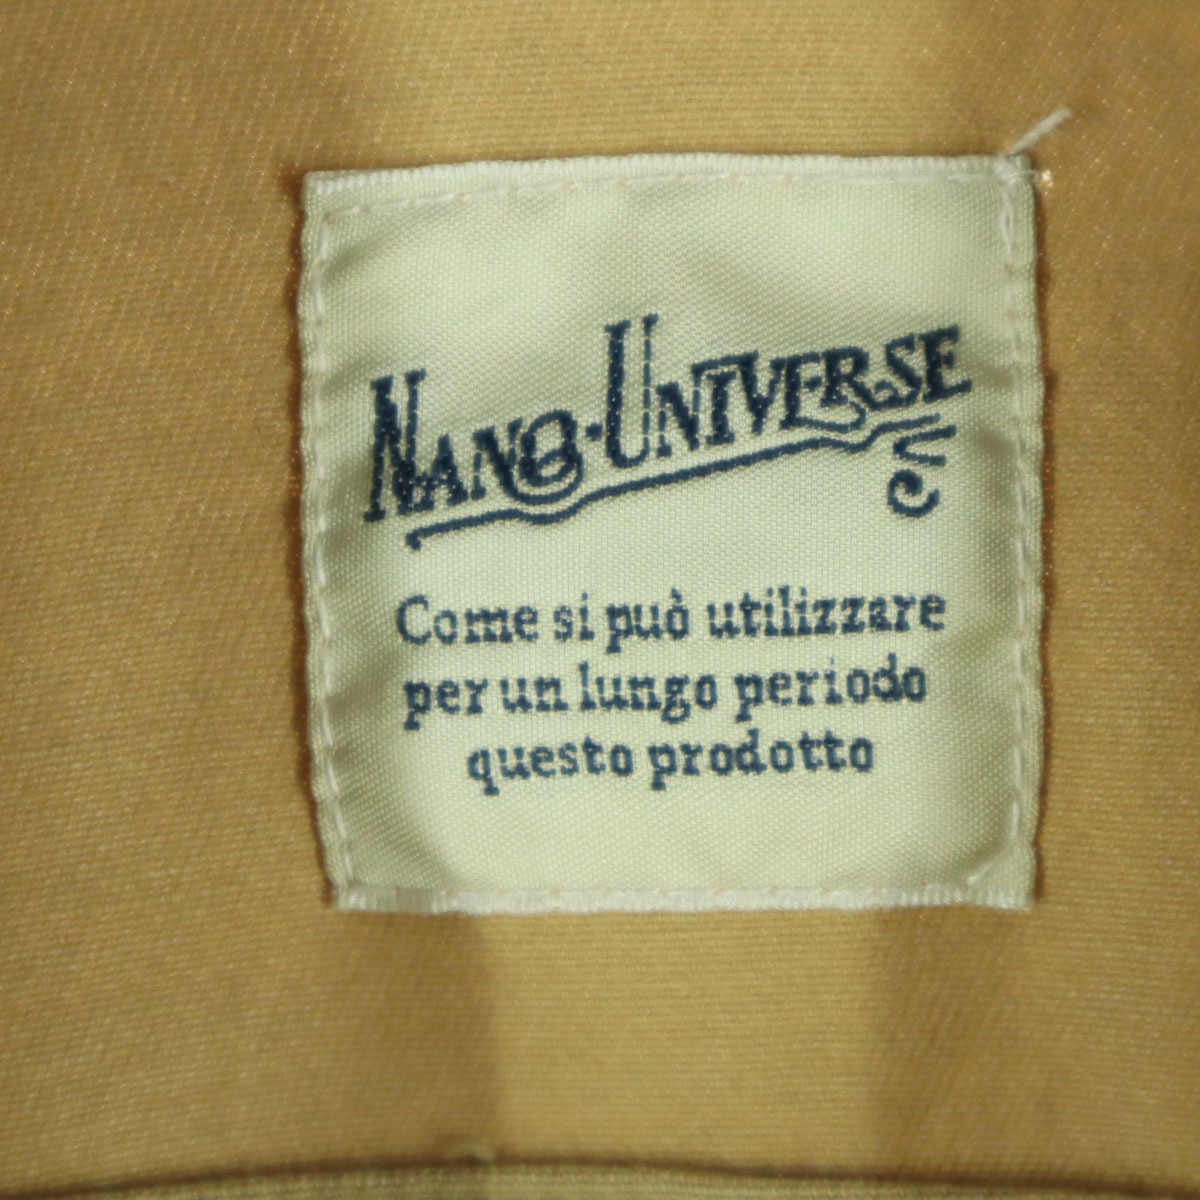 NANO·UNIVERSE
Come si può utilizzare
per un lungo periodo
questo prodotto